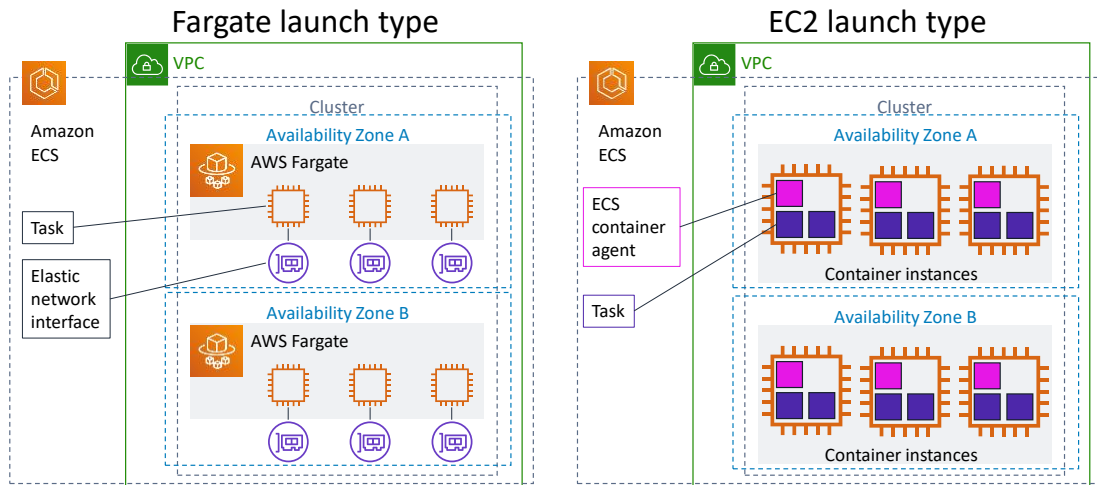 Fargate launch type
VPC
Amazon
ECS
Cluster
Availability Zone A
AWS Fargate
Task
Elastic
network
interface
Availability Zone B
AWS Fargate
EC2 launch type
VPC
Amazon
ECS
Cluster
Availability Zone A
ECS
container
agent
Container instances
Task
Availability Zone B
Container instances